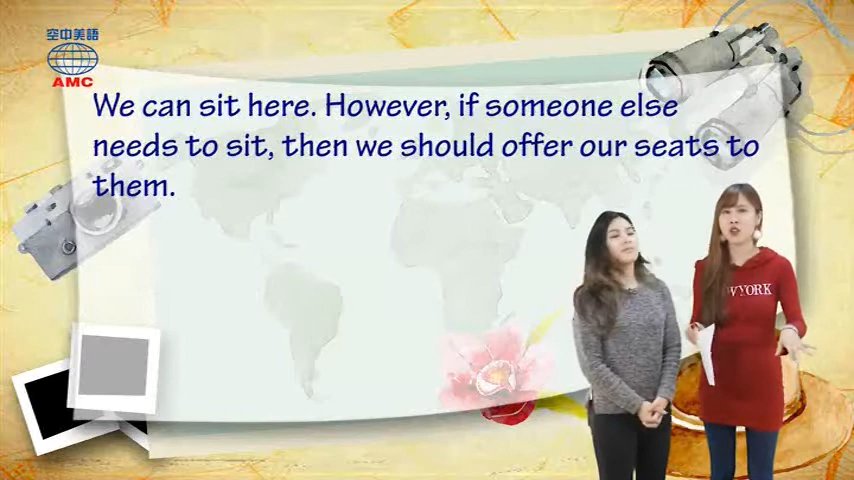 空中美語
AMC
We can sit here. However, if someone else
needs to sit, then we should offer our seats to
them.
W YORK